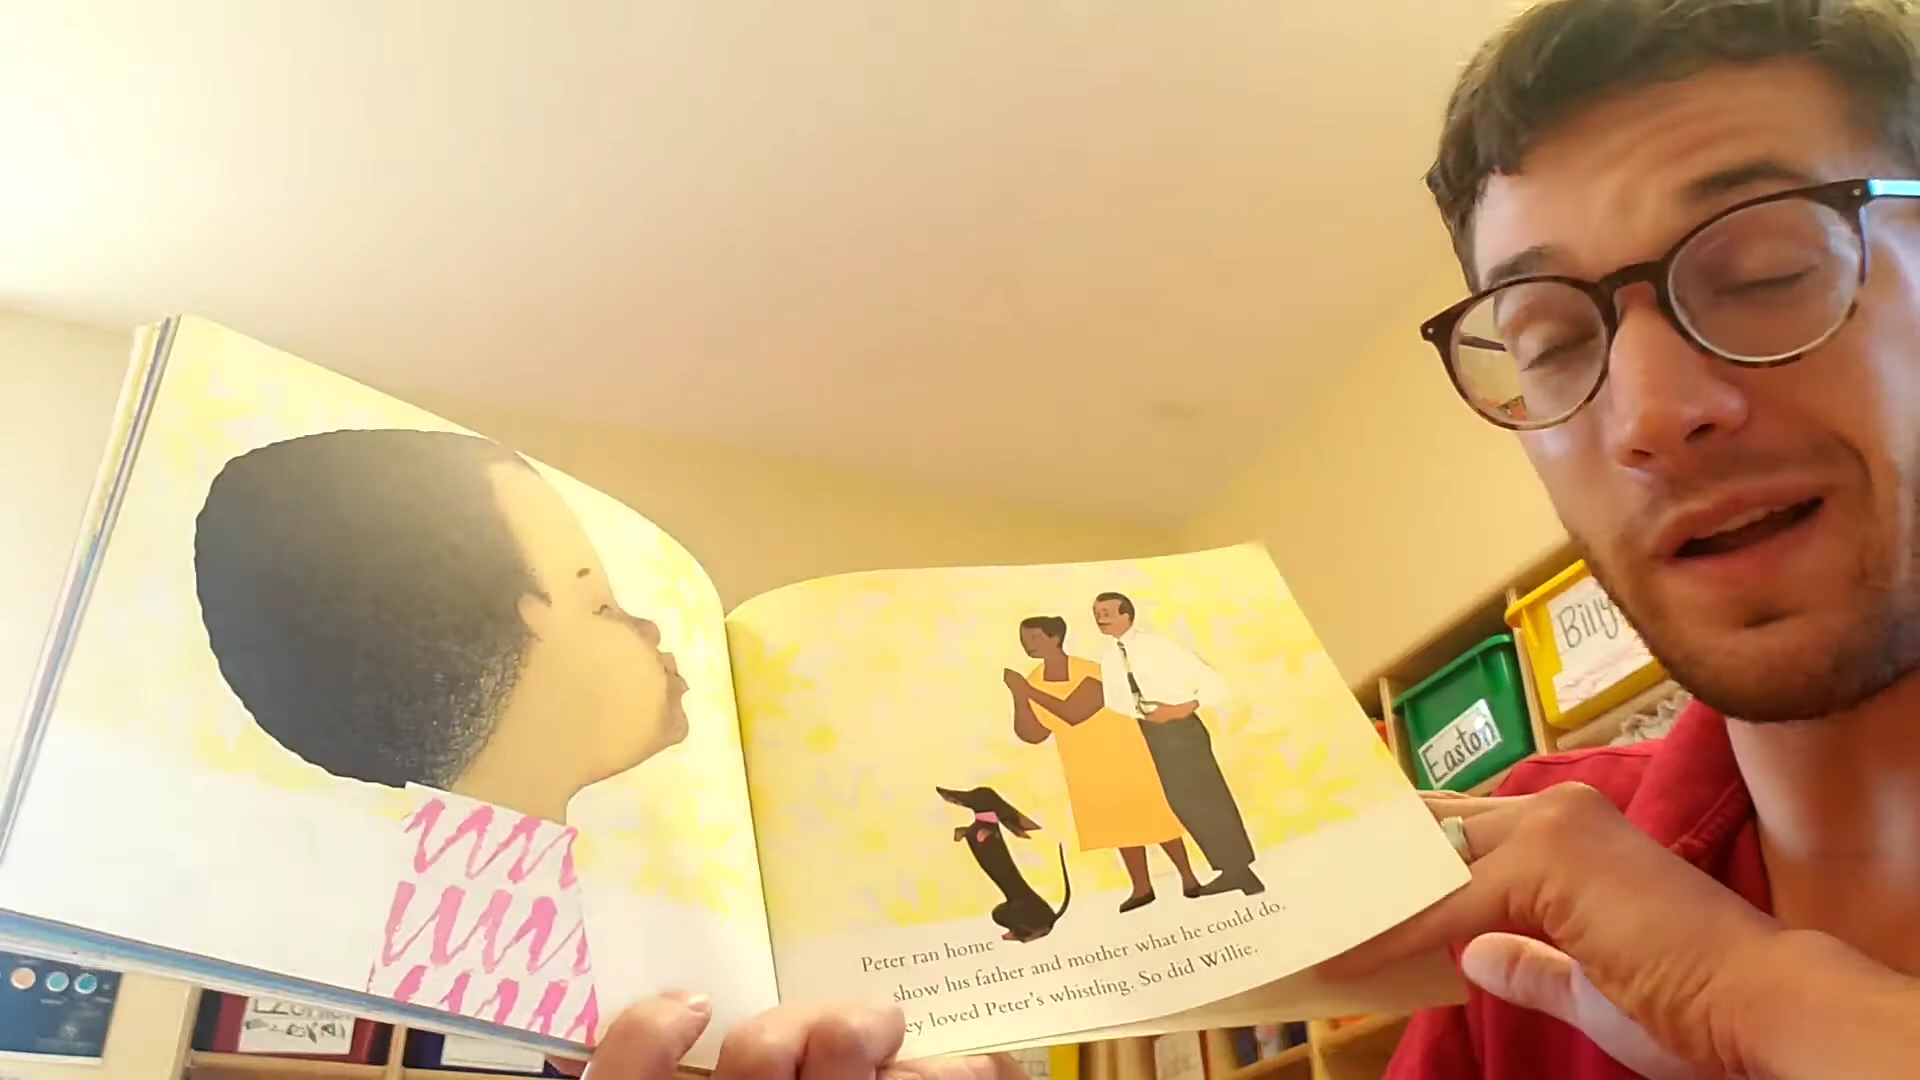 Peter ran home
show his father and mother what he could do.
ey loved Peter's whistling. So did Willie.
Billy
Easton